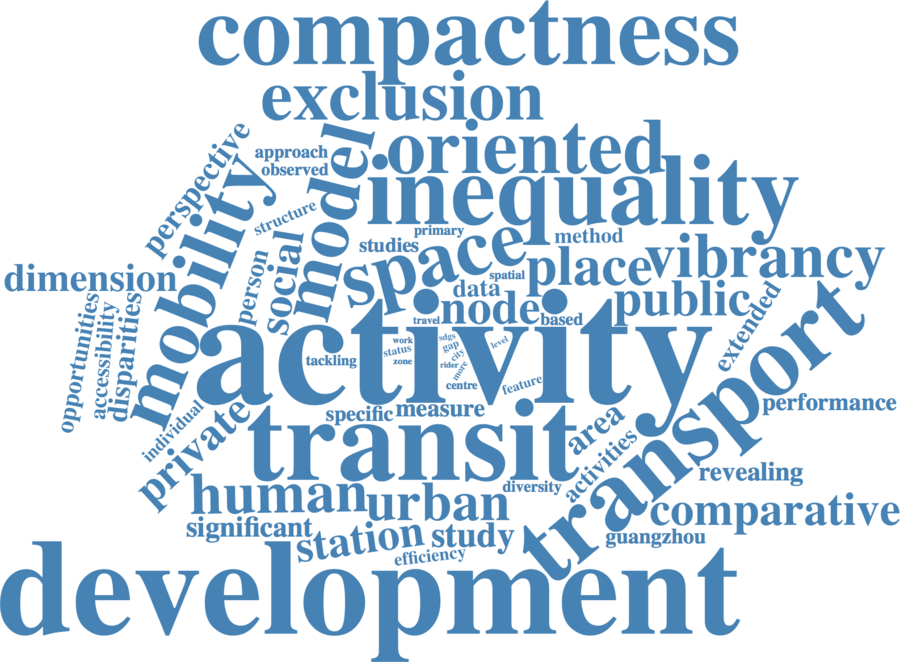 compactness
exclusion
oriented
approach
observed
perspective
model
inequality
mobility
structure
primary
method
studies
space
social
person
spatial
place
vibrancy
dimension
data
node
public
extended
opportunities
accessibility
disparities
travel
based
activity
work
status
zone
sdgs
gap
city
level
rider
more
tackling
centre
feature
transport
individual
private
specific
measure
performance
transit
area
activities
revealing
human
urban
diversity
comparative
significant
station
study
guangzhou
efficiency
development